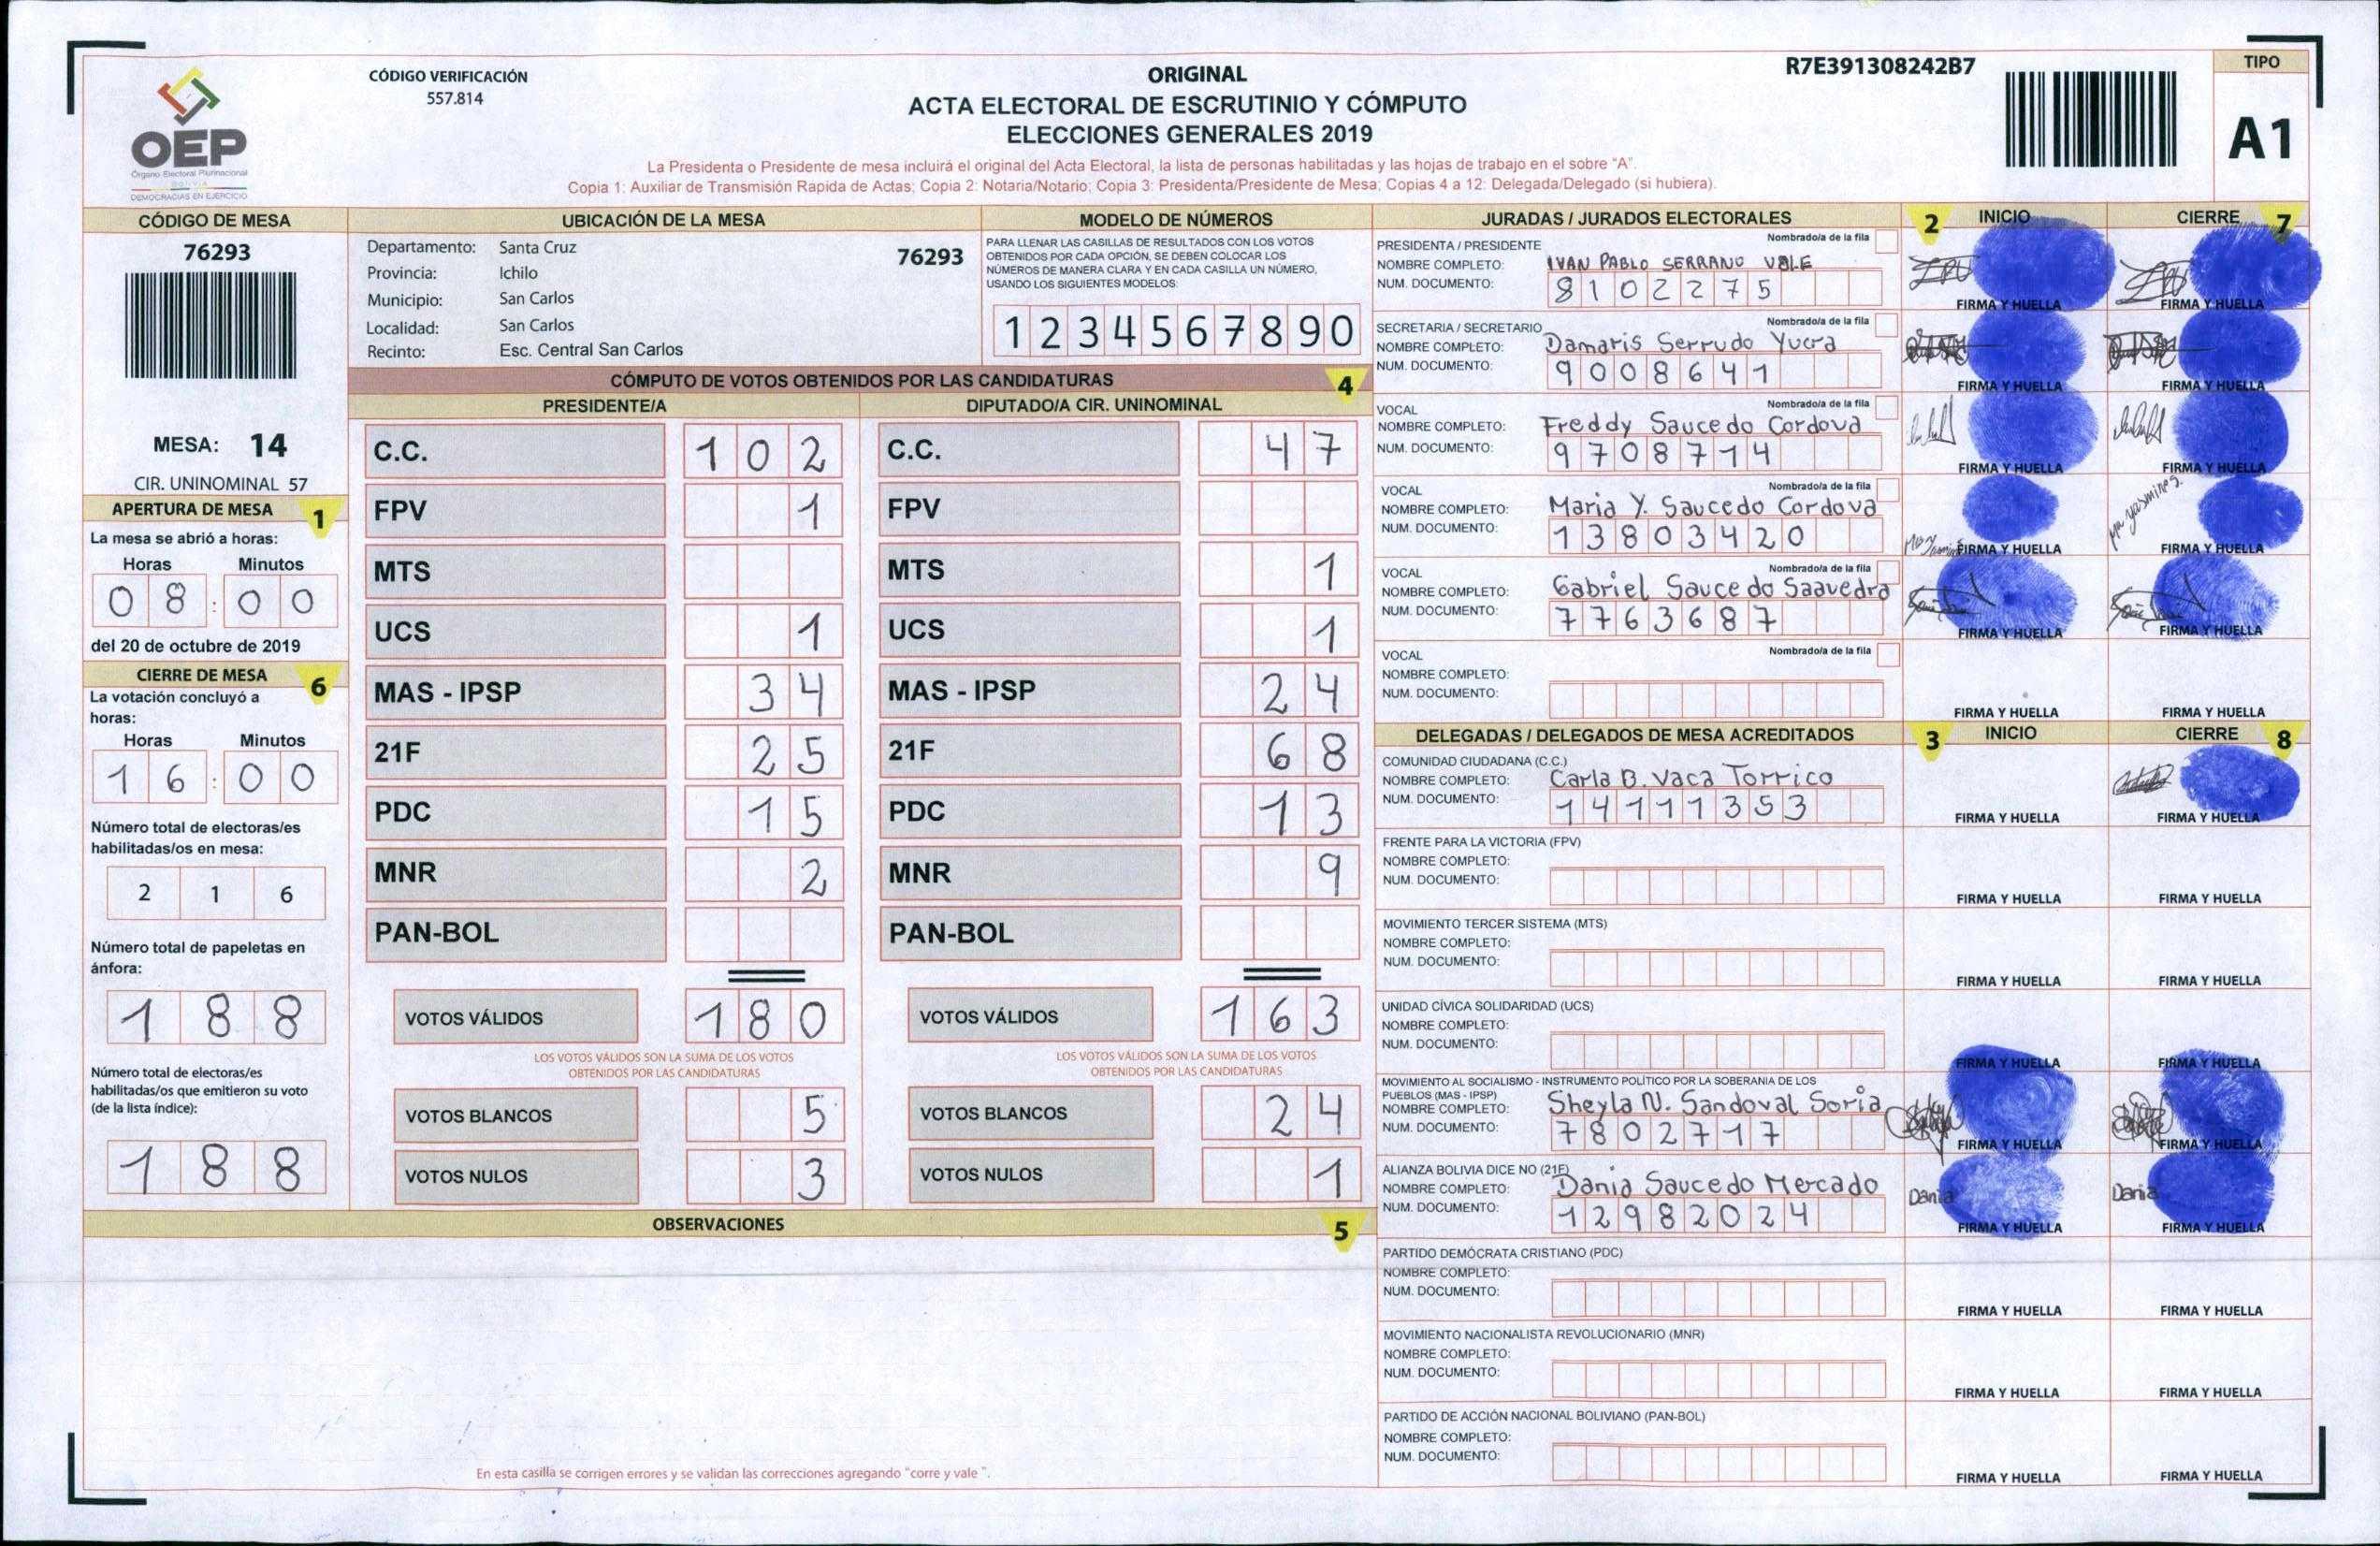 CÓDIGO VERIFICACIÓN
557.814
ORIGINAL
ACTA ELECTORAL DE ESCRUTINIO Y CÓMPUTO
ELECCIONES GENERALES 2019
La Presidenta o Presidente de mesa incluirá el original del Acta Electoral, la lista de personas habilitadas y las hojas de trabajo en el sobre "A".
Copia 1: Auxiliar de Transmisión Rapida de Actas; Copia 2: Notaria/Notario; Copia 3: Presidenta/Presidente de Mesa; Copias 4 a 12: Delegada/Delegado (si hubiera).
R7E391308242B7
TIPO
A1
OEP
Órgano Electoral Plurinacional
BOLIVIA
DEMOCRACIAS EN EJERCICIO
CÓDIGO DE MESA
76293
MESA: 14
CIR. UNINOMINAL 57
APERTURA DE MESA 1
La mesa se abrió a horas:
Horas Minutos
08:00
del 20 de octubre de 2019
CIERRE DE MESA 6
La votación concluyó a
horas:
Horas Minutos
16:00
Número total de electoras/es
habilitadas/os en mesa:
216
Número total de papeletas en
ánfora:
188
Número total de electoras/es
habilitadas/os que emitieron su voto
(de la lista índice):
188
UBICACIÓN DE LA MESA
Departamento: Santa Cruz 76293
Provincia: Ichilo
Municipio: San Carlos
Localidad: San Carlos
Recinto: Esc. Central San Carlos
MODELO DE NÚMEROS
PARA LLENAR LAS CASILLAS DE RESULTADOS CON LOS VOTOS
OBTENIDOS POR CADA OPCIÓN, SE DEBEN COLOCAR LOS
NÚMEROS DE MANERA CLARA Y EN CADA CASILLA UN NÚMERO,
USANDO LOS SIGUIENTES MODELOS:
1234567890
CÓMPUTO DE VOTOS OBTENIDOS POR LAS CANDIDATURAS 4
PRESIDENTE/A DIPUTADO/A CIR. UNINOMINAL
C.C. 102 C.C. 47
FPV 1 FPV
MTS MTS 1
UCS 1 UCS 1
MAS - IPSP 34 MAS - IPSP 24
21F 25 21F 68
PDC 15 PDC 13
MNR 2 MNR 9
PAN-BOL PAN-BOL
VOTOS VÁLIDOS 180 VOTOS VÁLIDOS 163
LOS VOTOS VÁLIDOS SON LA SUMA DE LOS VOTOS LOS VOTOS VÁLIDOS SON LA SUMA DE LOS VOTOS
OBTENIDOS POR LAS CANDIDATURAS OBTENIDOS POR LAS CANDIDATURAS
VOTOS BLANCOS 5 VOTOS BLANCOS 24
VOTOS NULOS 3 VOTOS NULOS 1
OBSERVACIONES 5
En esta casilla se corrigen errores y se validan las correcciones agregando "corre y vale ".
JURADAS / JURADOS ELECTORALES 2 INICIO CIERRE 7
PRESIDENTA / PRESIDENTE Nombrado/a de la fila
NOMBRE COMPLETO: IVAN PABLO SERRANO VALE
NUM. DOCUMENTO: 8102275
FIRMA Y HUELLA FIRMA Y HUELLA
SECRETARIA / SECRETARIO Nombrado/a de la fila
NOMBRE COMPLETO: Damaris Serrudo Yucra
NUM. DOCUMENTO: 9008641
FIRMA Y HUELLA FIRMA Y HUELLA
VOCAL Nombrado/a de la fila
NOMBRE COMPLETO: Freddy Saucedo Cordova
NUM. DOCUMENTO: 9708714
FIRMA Y HUELLA FIRMA Y HUELLA
VOCAL Nombrado/a de la fila
NOMBRE COMPLETO: Maria Y. Saucedo Cordova
NUM. DOCUMENTO: 13803420
FIRMA Y HUELLA FIRMA Y HUELLA
VOCAL Nombrado/a de la fila
NOMBRE COMPLETO: Gabriel Saucedo Saavedra
NUM. DOCUMENTO: 7763687
FIRMA Y HUELLA FIRMA Y HUELLA
VOCAL Nombrado/a de la fila
NOMBRE COMPLETO:
NUM. DOCUMENTO:
FIRMA Y HUELLA FIRMA Y HUELLA
DELEGADAS / DELEGADOS DE MESA ACREDITADOS 3 INICIO CIERRE 8
COMUNIDAD CIUDADANA (C.C.)
NOMBRE COMPLETO: Carla B. Vaca Torrico
NUM. DOCUMENTO: 14111353
FIRMA Y HUELLA FIRMA Y HUELLA
FRENTE PARA LA VICTORIA (FPV)
NOMBRE COMPLETO:
NUM. DOCUMENTO:
FIRMA Y HUELLA FIRMA Y HUELLA
MOVIMIENTO TERCER SISTEMA (MTS)
NOMBRE COMPLETO:
NUM. DOCUMENTO:
FIRMA Y HUELLA FIRMA Y HUELLA
UNIDAD CÍVICA SOLIDARIDAD (UCS)
NOMBRE COMPLETO:
NUM. DOCUMENTO:
FIRMA Y HUELLA FIRMA Y HUELLA
MOVIMIENTO AL SOCIALISMO - INSTRUMENTO POLÍTICO POR LA SOBERANIA DE LOS
PUEBLOS (MAS - IPSP)
NOMBRE COMPLETO: Sheyla N. Sandoval Soria
NUM. DOCUMENTO: 7802717
FIRMA Y HUELLA FIRMA Y HUELLA
ALIANZA BOLIVIA DICE NO (21F)
NOMBRE COMPLETO: Dania Saucedo Mercado
NUM. DOCUMENTO: 12982024
Dania Dania
FIRMA Y HUELLA FIRMA Y HUELLA
PARTIDO DEMÓCRATA CRISTIANO (PDC)
NOMBRE COMPLETO:
NUM. DOCUMENTO:
FIRMA Y HUELLA FIRMA Y HUELLA
MOVIMIENTO NACIONALISTA REVOLUCIONARIO (MNR)
NOMBRE COMPLETO:
NUM. DOCUMENTO:
FIRMA Y HUELLA FIRMA Y HUELLA
PARTIDO DE ACCIÓN NACIONAL BOLIVIANO (PAN-BOL)
NOMBRE COMPLETO:
NUM. DOCUMENTO:
FIRMA Y HUELLA FIRMA Y HUELLA